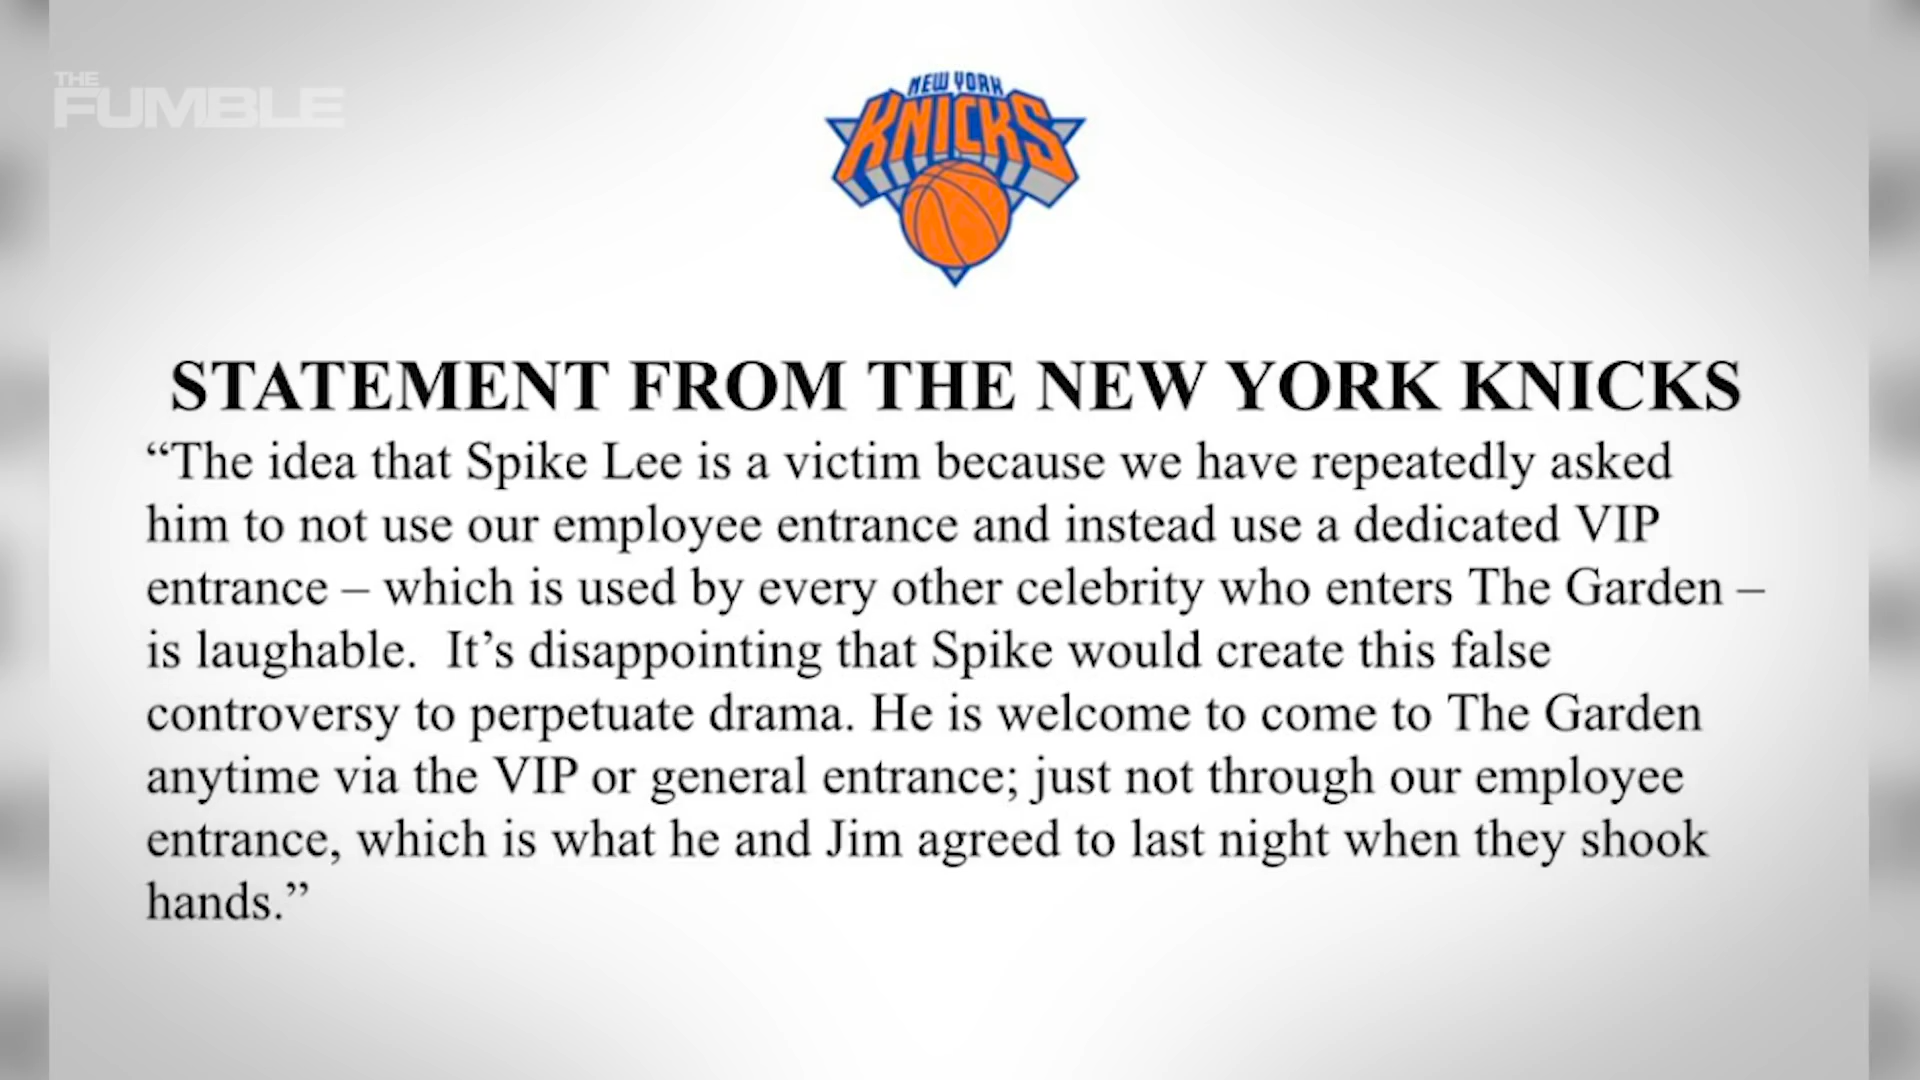 THE
FUMBLE
NEW YORK
KNICKS
STATEMENT FROM THE NEW YORK KNICKS
“The idea that Spike Lee is a victim because we have repeatedly asked
him to not use our employee entrance and instead use a dedicated VIP
entrance – which is used by every other celebrity who enters The Garden –
is laughable.  It’s disappointing that Spike would create this false
controversy to perpetuate drama. He is welcome to come to The Garden
anytime via the VIP or general entrance; just not through our employee
entrance, which is what he and Jim agreed to last night when they shook
hands.”